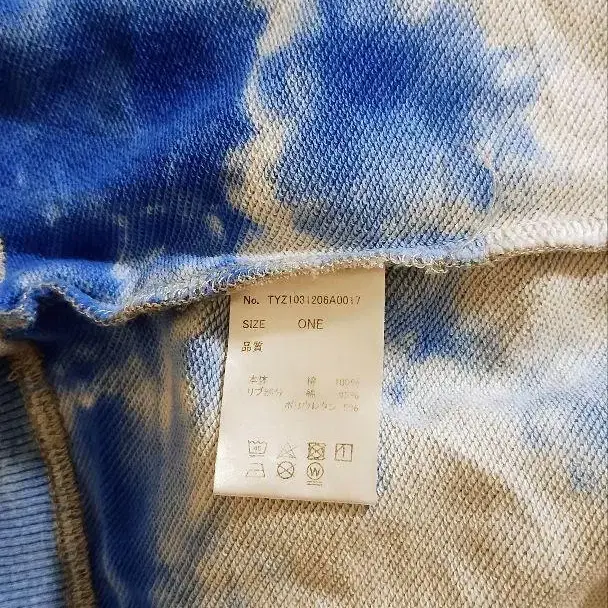 No. TYZ1031206A0017
SIZE ONE
品質
本体 綿 100%
リブ部分 綿 95%
ポリウレタン 5%
40
W